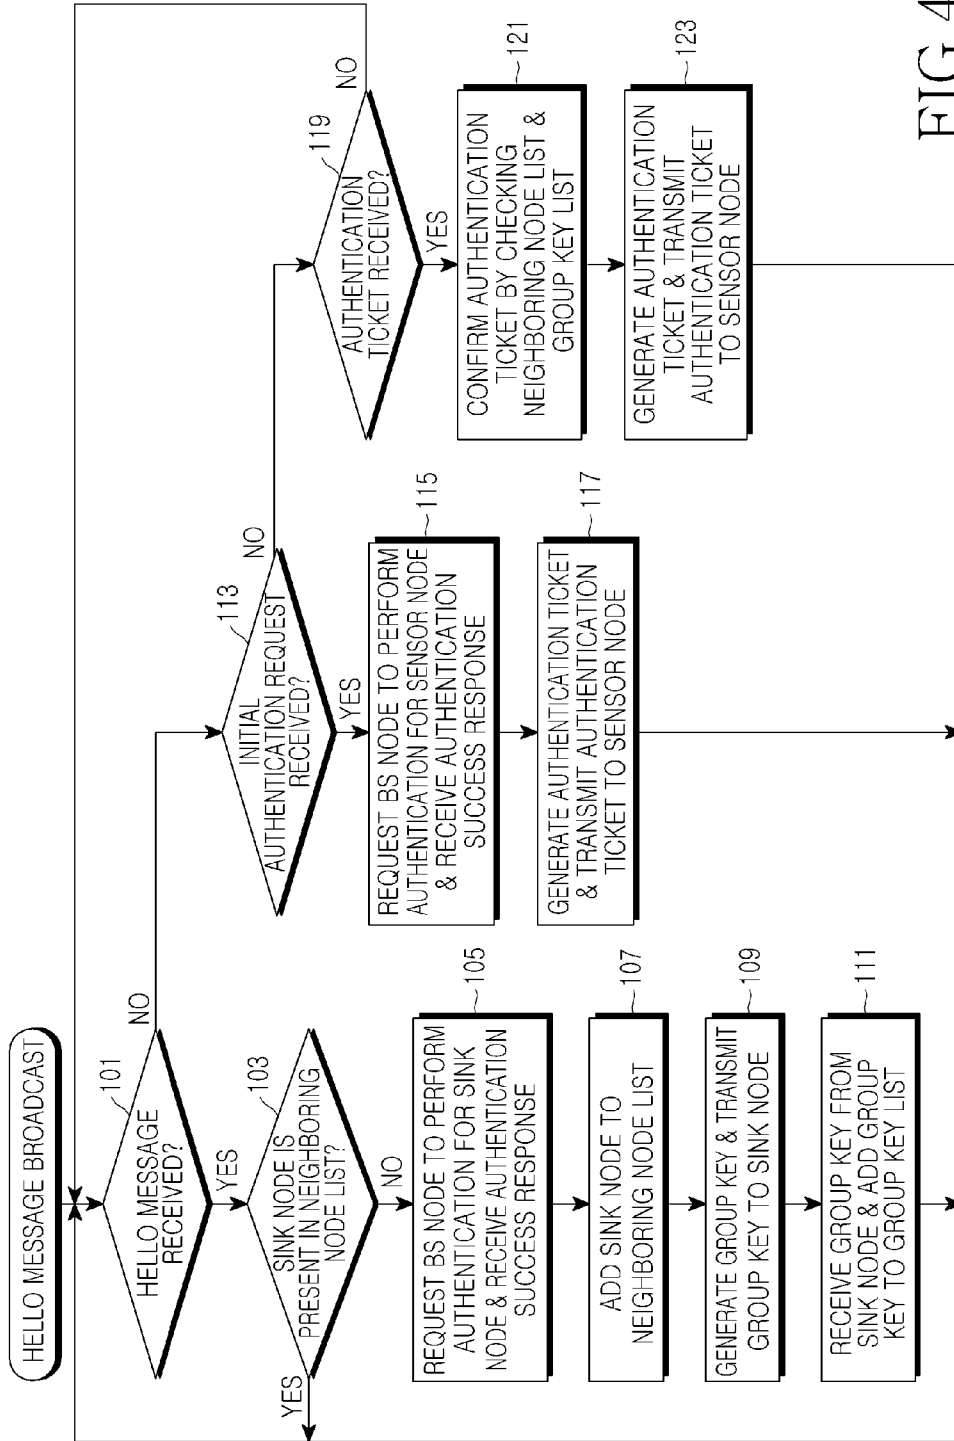 HELLO MESSAGE BROADCAST
101
HELLO MESSAGE
RECEIVED?
NO
YES
103
SINK NODE IS
PRESENT IN NEIGHBORING
NODE LIST?
YES
NO
105
REQUEST BS NODE TO PERFORM
AUTHENTICATION FOR SINK
NODE & RECEIVE AUTHENTICATION
SUCCESS RESPONSE
107
ADD SINK NODE TO
NEIGHBORING NODE LIST
109
GENERATE GROUP KEY & TRANSMIT
GROUP KEY TO SINK NODE
111
RECEIVE GROUP KEY FROM
SINK NODE & ADD GROUP
KEY TO GROUP KEY LIST
113
INITIAL
AUTHENTICATION REQUEST
RECEIVED?
NO
YES
115
REQUEST BS NODE TO PERFORM
AUTHENTICATION FOR SENSOR NODE
& RECEIVE AUTHENTICATION
SUCCESS RESPONSE
117
GENERATE AUTHENTICATION TICKET
& TRANSMIT AUTHENTICATION
TICKET TO SENSOR NODE
119
AUTHENTICATION
TICKET RECEIVED?
NO
YES
121
CONFIRM AUTHENTICATION
TICKET BY CHECKING
NEIGHBORING NODE LIST &
GROUP KEY LIST
123
GENERATE AUTHENTICATION
TICKET & TRANSMIT
AUTHENTICATION TICKET
TO SENSOR NODE
FIG.4